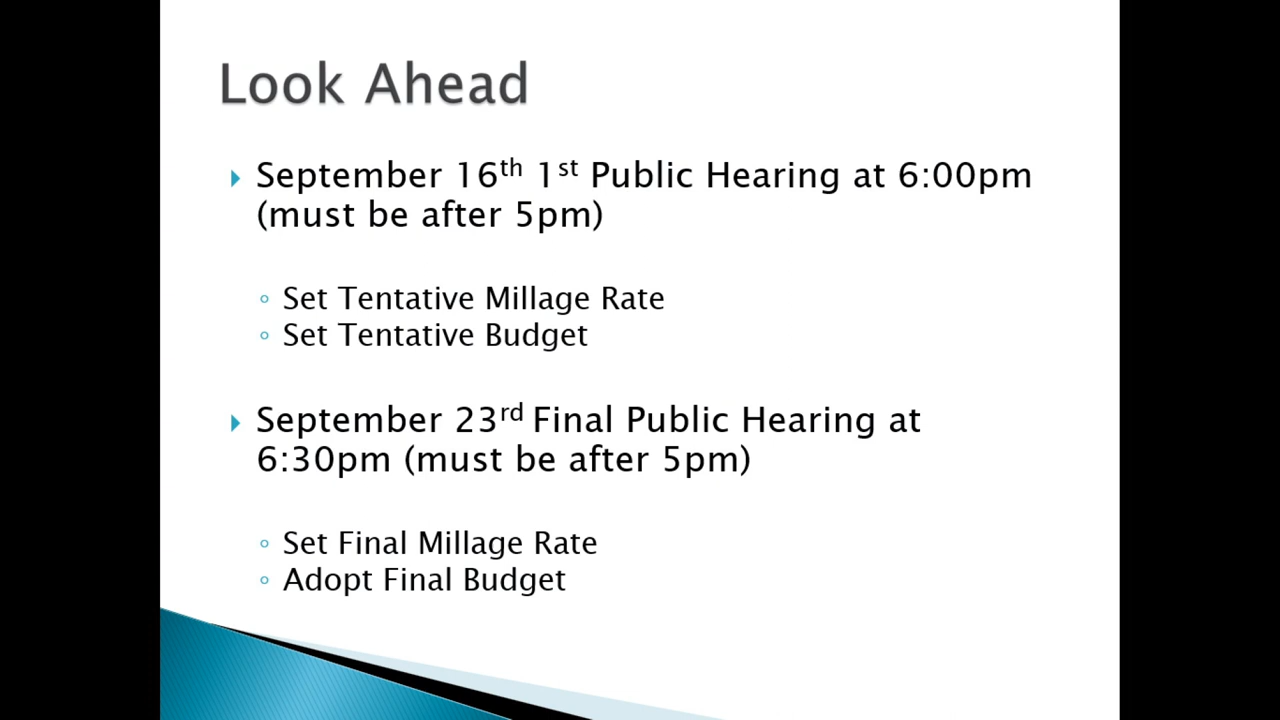 Look Ahead
September 16th 1st Public Hearing at 6:00pm
(must be after 5pm)
Set Tentative Millage Rate
Set Tentative Budget
September 23rd Final Public Hearing at
6:30pm (must be after 5pm)
Set Final Millage Rate
Adopt Final Budget